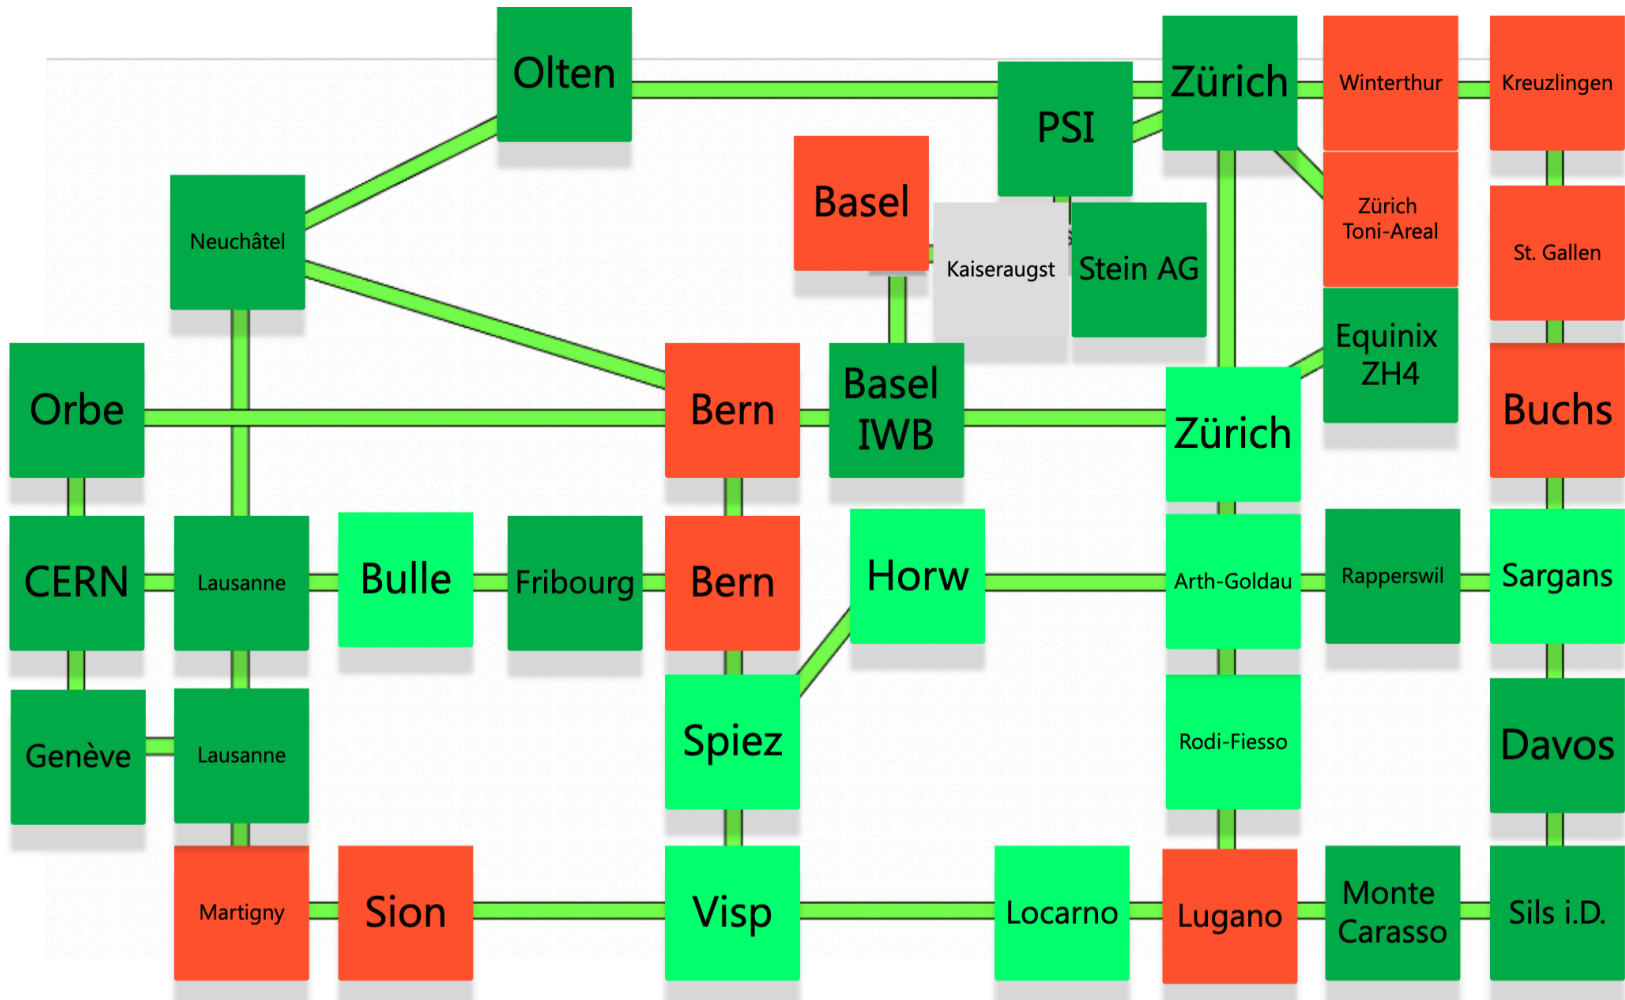 Olten
Zürich
Winterthur
Kreuzlingen
PSI
Basel
Zürich
Toni-Areal
Neuchâtel
St. Gallen
Kaiseraugst
Stein AG
Equinix
ZH4
Orbe
Bern
Basel
IWB
Zürich
Buchs
CERN
Lausanne
Bulle
Fribourg
Bern
Horw
Arth-Goldau
Rapperswil
Sargans
Genève
Lausanne
Spiez
Rodi-Fiesso
Davos
Martigny
Sion
Visp
Locarno
Lugano
Monte
Carasso
Sils i.D.